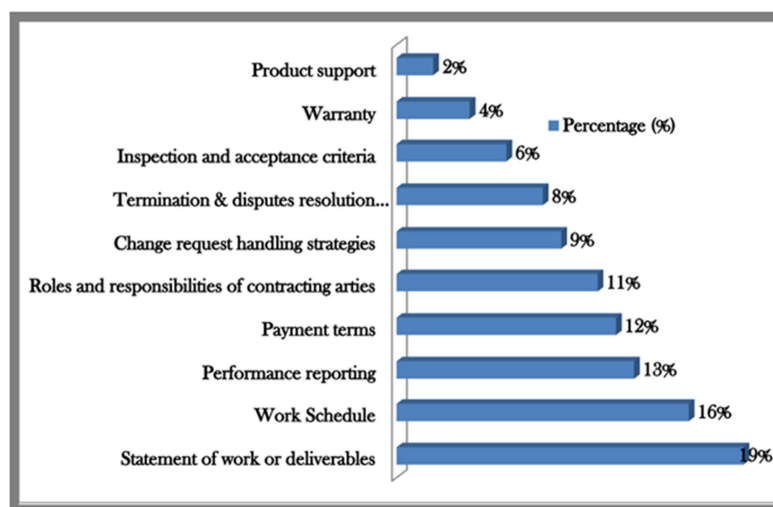 Product support 2%
Warranty 4%
Percentage (%)
Inspection and acceptance criteria 6%
Termination & disputes resolution... 8%
Change request handling strategies 9%
Roles and responsibilities of contracting arties 11%
Payment terms 12%
Performance reporting 13%
Work Schedule 16%
Statement of work or deliverables 19%